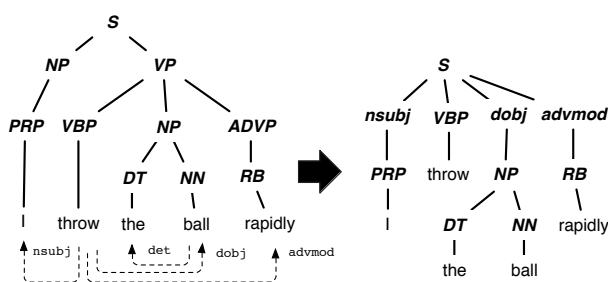 S
NP VP
S
PRP VBP NP ADVP
nsubj VBP dobj advmod
DT NN RB
PRP throw NP RB
I throw the ball rapidly
I DT NN rapidly
nsubj det dobj advmod
the ball